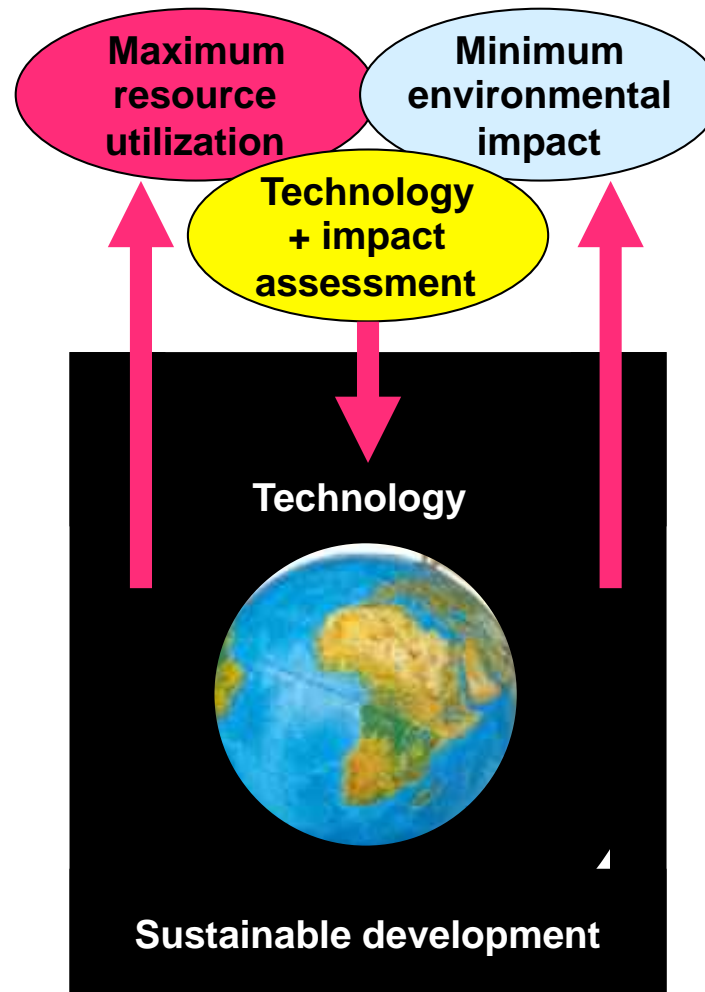 Maximum
resource
utilization
Minimum
environmental
impact
Technology
+ impact
assessment
Technology
Sustainable development